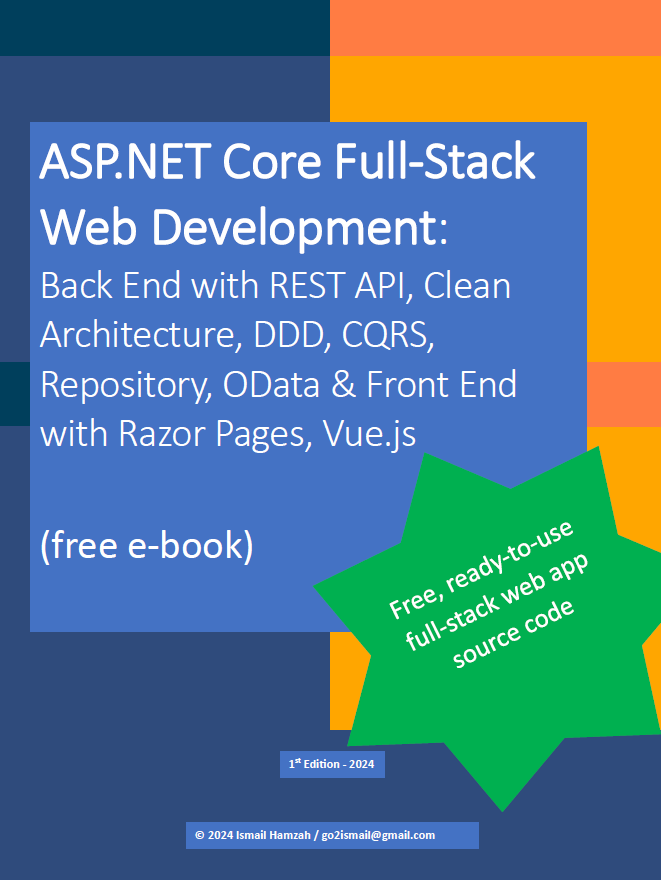 ASP.NET Core Full-Stack
Web Development:
Back End with REST API, Clean
Architecture, DDD, CQRS,
Repository, OData & Front End
with Razor Pages, Vue.js
(free e-book)
Free, ready-to-use
full-stack web app
source code
1st Edition - 2024
© 2024 Ismail Hamzah / go2ismail@gmail.com